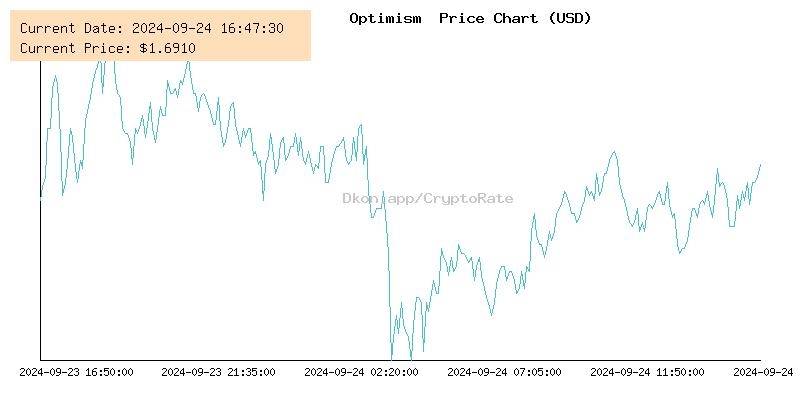 Optimism Price Chart (USD)
Current Date: 2024-09-24 16:47:30
Current Price: $1.6910
Dkon.app/CryptoRate
2024-09-23 16:50:00 2024-09-23 21:35:00 2024-09-24 02:20:00 2024-09-24 07:05:00 2024-09-24 11:50:00 2024-09-24